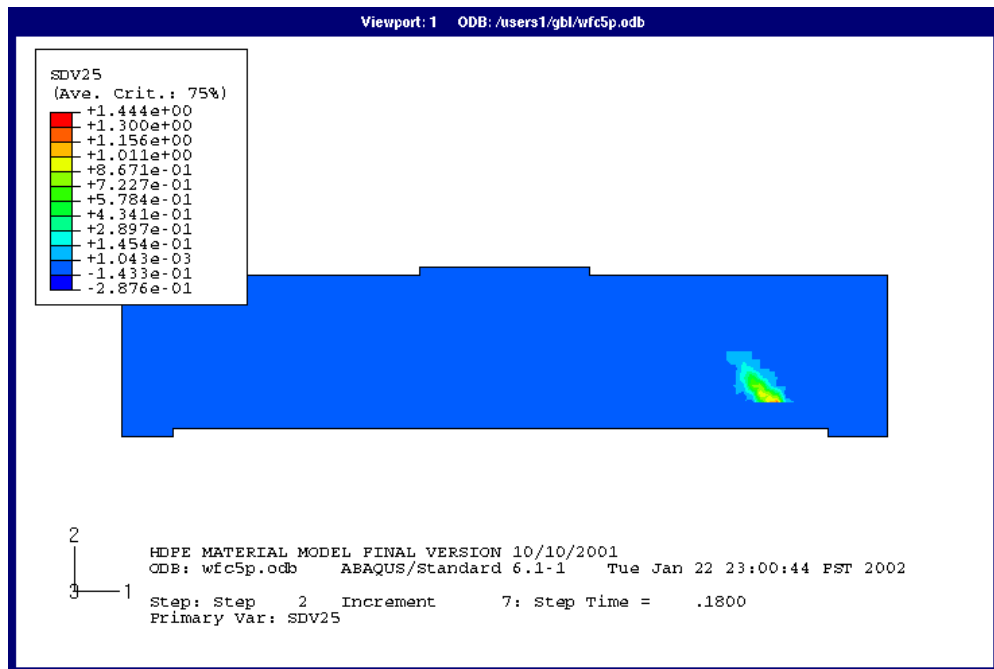 Viewport: 1 ODB: /users1/gbl/wfc5p.odb
SDV25
(Ave. Crit.: 75%)
+1.444e+00
+1.300e+00
+1.156e+00
+1.011e+00
+8.671e-01
+7.227e-01
+5.784e-01
+4.341e-01
+2.897e-01
+1.454e-01
+1.043e-03
-1.433e-01
-2.876e-01
2
3 1
HDPE MATERIAL MODEL FINAL VERSION 10/10/2001
ODB: wfc5p.odb ABAQUS/Standard 6.1-1 Tue Jan 22 23:00:44 PST 2002
Step: Step 2 Increment 7: Step Time = .1800
Primary Var: SDV25